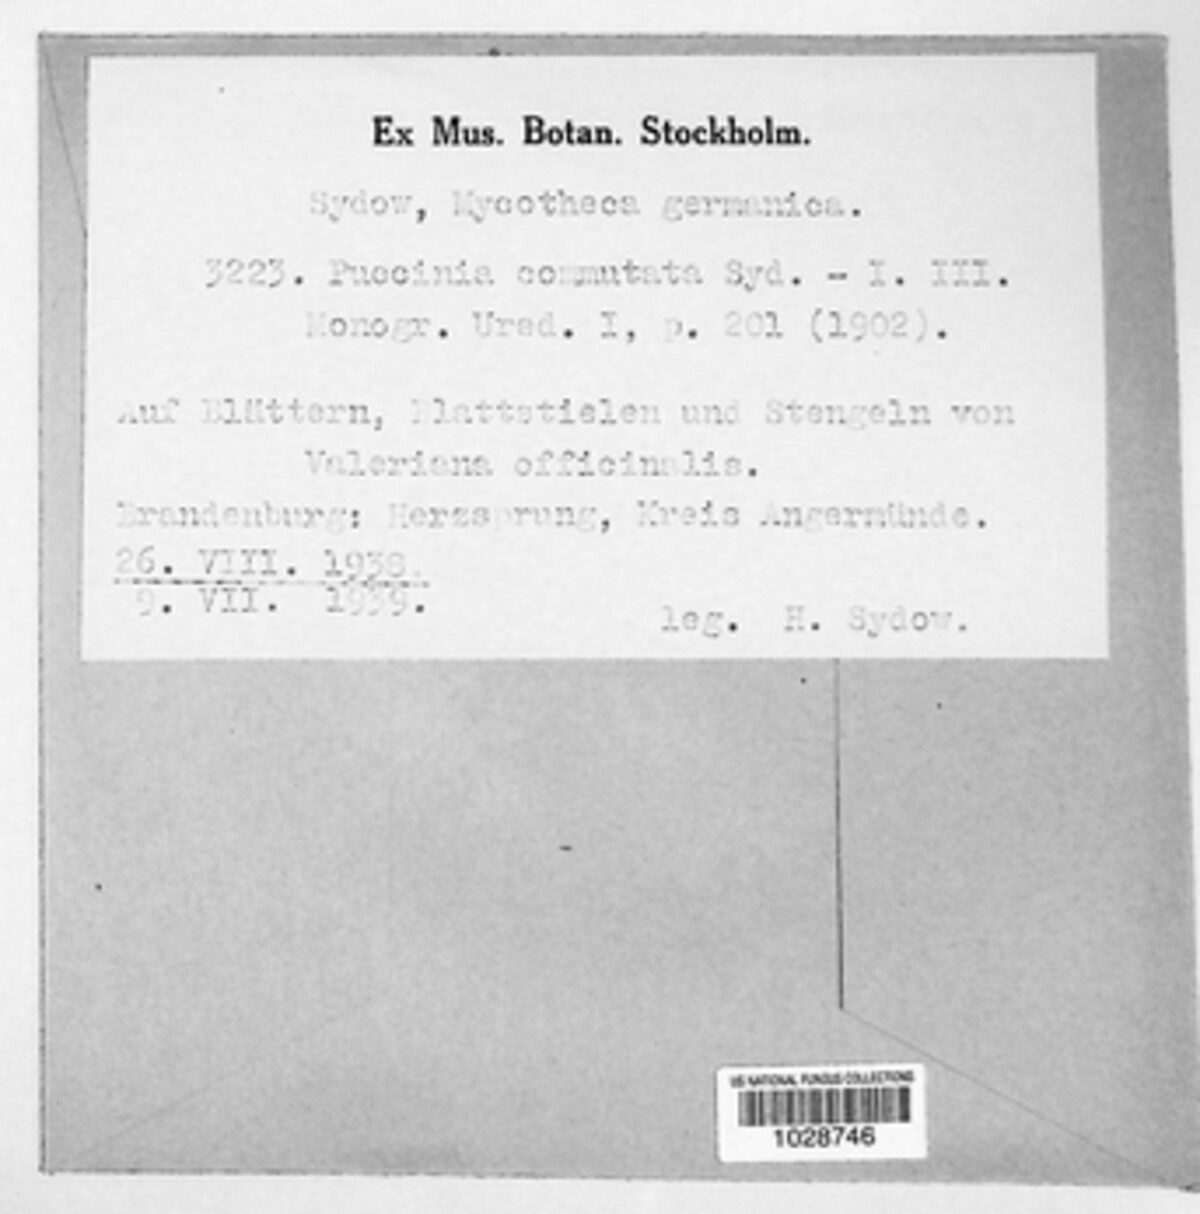 Ex Mus. Botan. Stockholm.
Sydow, Mycotheca germanica.
3223. Puccinia commutata Syd. - I. III.
Monogr. Ured. I, p. 201 (1902).
Auf Blättern, Blattstielen und Stengeln von
Valeriana officinalis.
Brandenburg: Herzsprung, Kreis Angermünde.
26. VIII. 1938.
9. VII. 1939.
leg. H. Sydow.
US NATIONAL FUNGUS COLLECTIONS
1028746